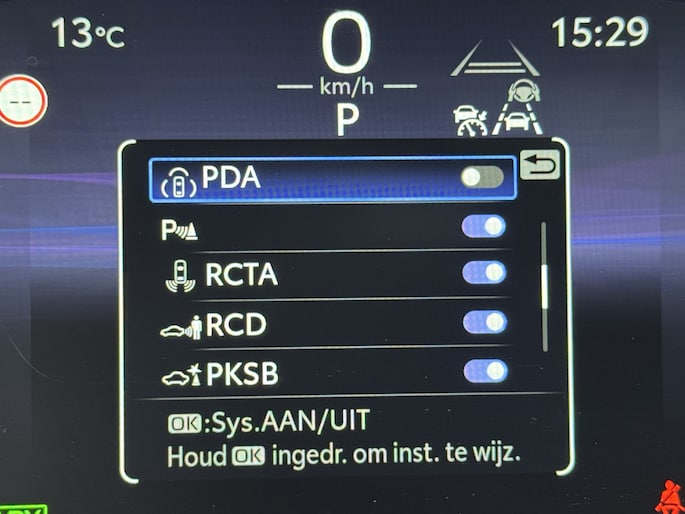 13°C
0
15:29
km/h
--
P
PDA
P
RCTA
RCD
PKSB
OK:Sys.AAN/UIT
Houd OK ingedr. om inst. te wijz.